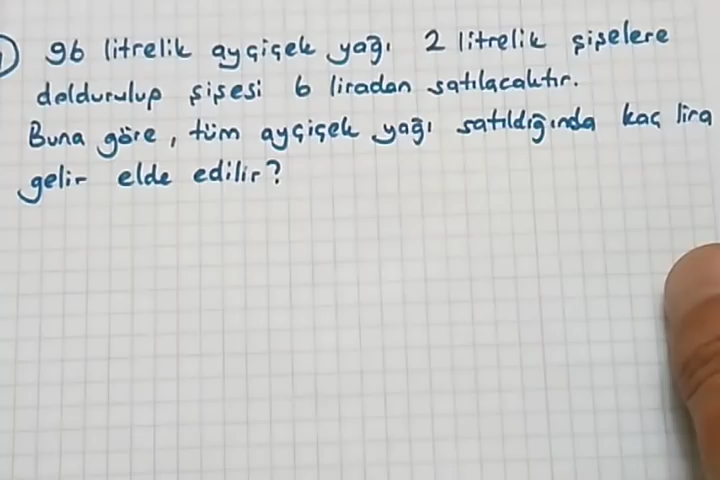 1) 96 litrelik ayçiçek yağı 2 litrelik şişelere
doldurulup şişesi 6 liradan satılacaktır.
Buna göre, tüm ayçiçek yağı satıldığında kaç lira
gelir elde edilir?